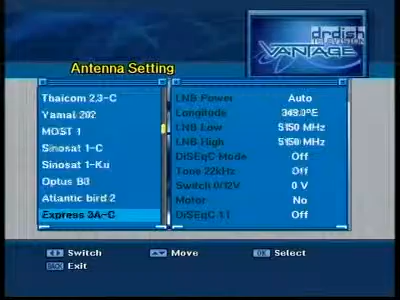 drdish
TELEVISION
VANTAGE
Antenna Setting
Thaicom 2,3-C
Yamal 202
MOST 1
Sinosat 1-C
Sinosat 1-Ku
Optus B3
Atlantic bird 2
Express 3A-C
LNB Power Auto
Longitude 349.0°E
LNB Low 5150 MHz
LNB High 5150 MHz
DiSEqC Mode Off
Tone 22kHz Off
Switch 0/12V 0 V
Motor No
DiSEqC 1.1 Off
Switch
Move
OK Select
BACK Exit